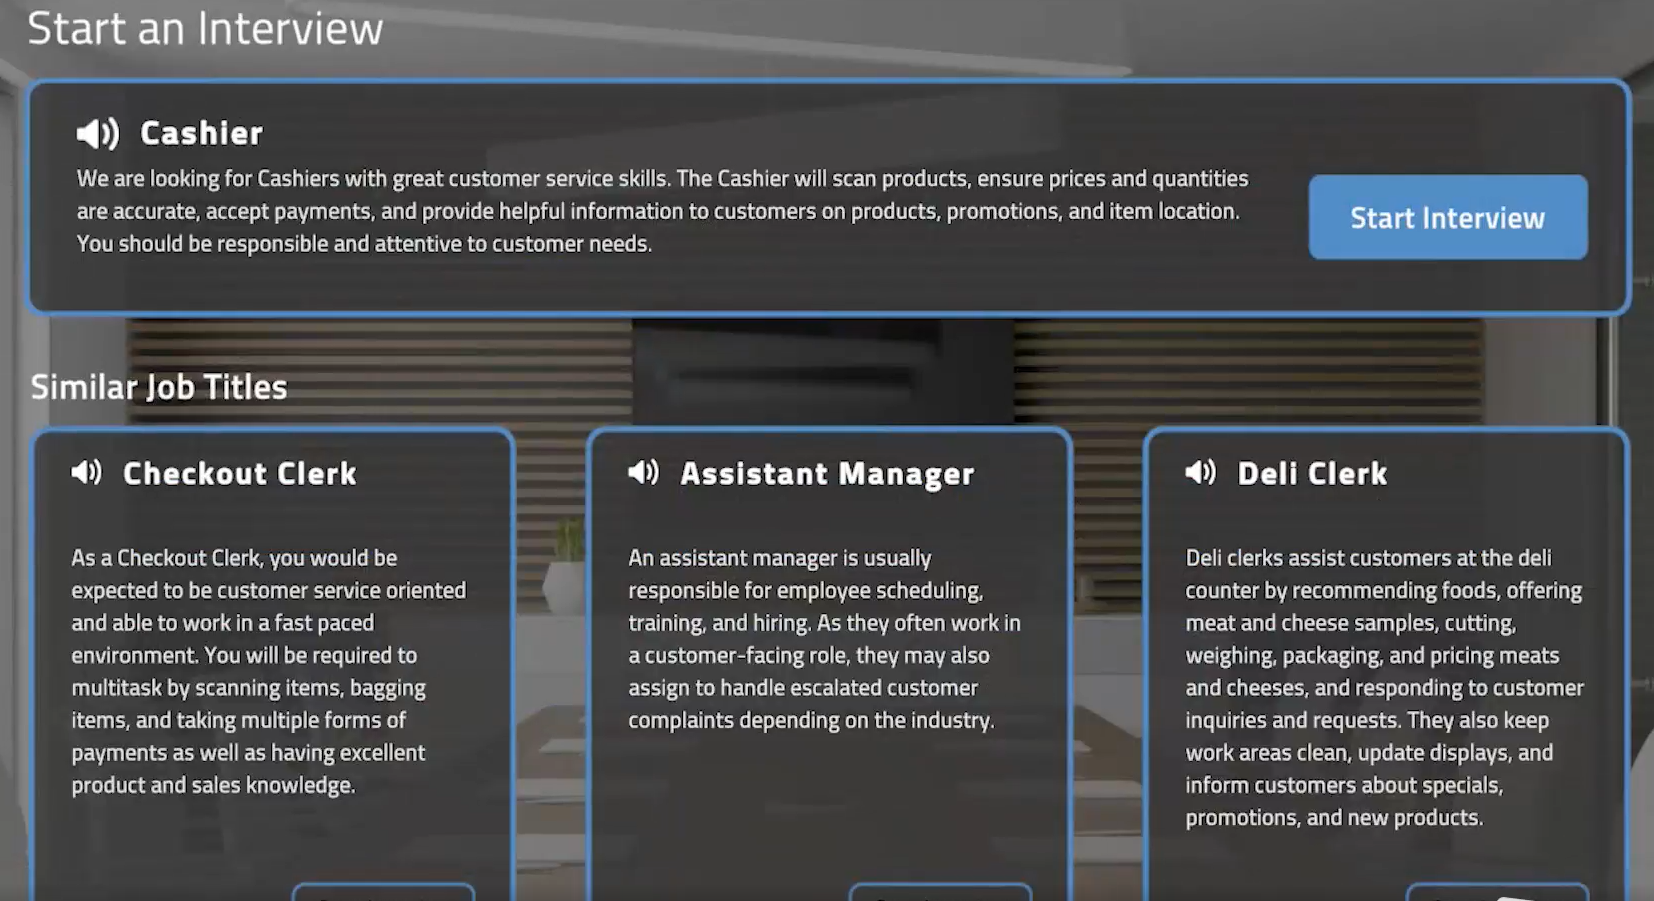 Start an Interview
Cashier
We are looking for Cashiers with great customer service skills. The Cashier will scan products, ensure prices and quantities
are accurate, accept payments, and provide helpful information to customers on products, promotions, and item location.
You should be responsible and attentive to customer needs.
Start Interview
Similar Job Titles
Checkout Clerk
As a Checkout Clerk, you would be
expected to be customer service oriented
and able to work in a fast paced
environment. You will be required to
multitask by scanning items, bagging
items, and taking multiple forms of
payments as well as having excellent
product and sales knowledge.
Assistant Manager
An assistant manager is usually
responsible for employee scheduling,
training, and hiring. As they often work in
a customer-facing role, they may also
assign to handle escalated customer
complaints depending on the industry.
Deli Clerk
Deli clerks assist customers at the deli
counter by recommending foods, offering
meat and cheese samples, cutting,
weighing, packaging, and pricing meats
and cheeses, and responding to customer
inquiries and requests. They also keep
work areas clean, update displays, and
inform customers about specials,
promotions, and new products.